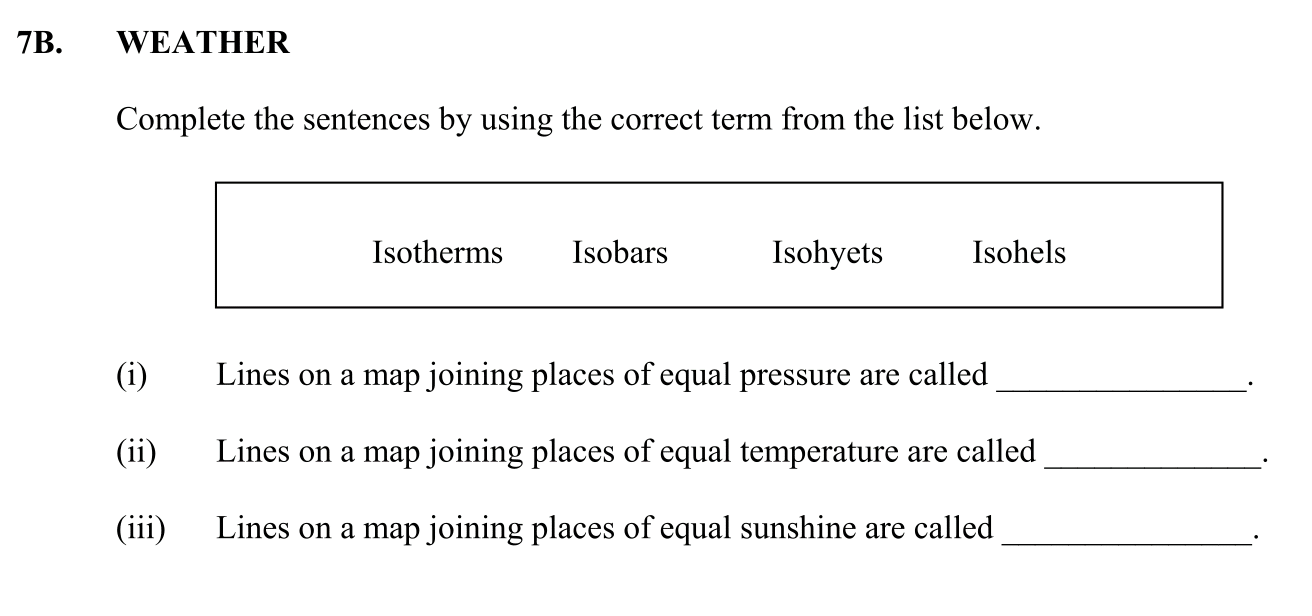 7B. WEATHER
Complete the sentences by using the correct term from the list below.
Isotherms Isobars Isohyets Isohels
(i) Lines on a map joining places of equal pressure are called _______________.
(ii) Lines on a map joining places of equal temperature are called _____________.
(iii) Lines on a map joining places of equal sunshine are called _______________.